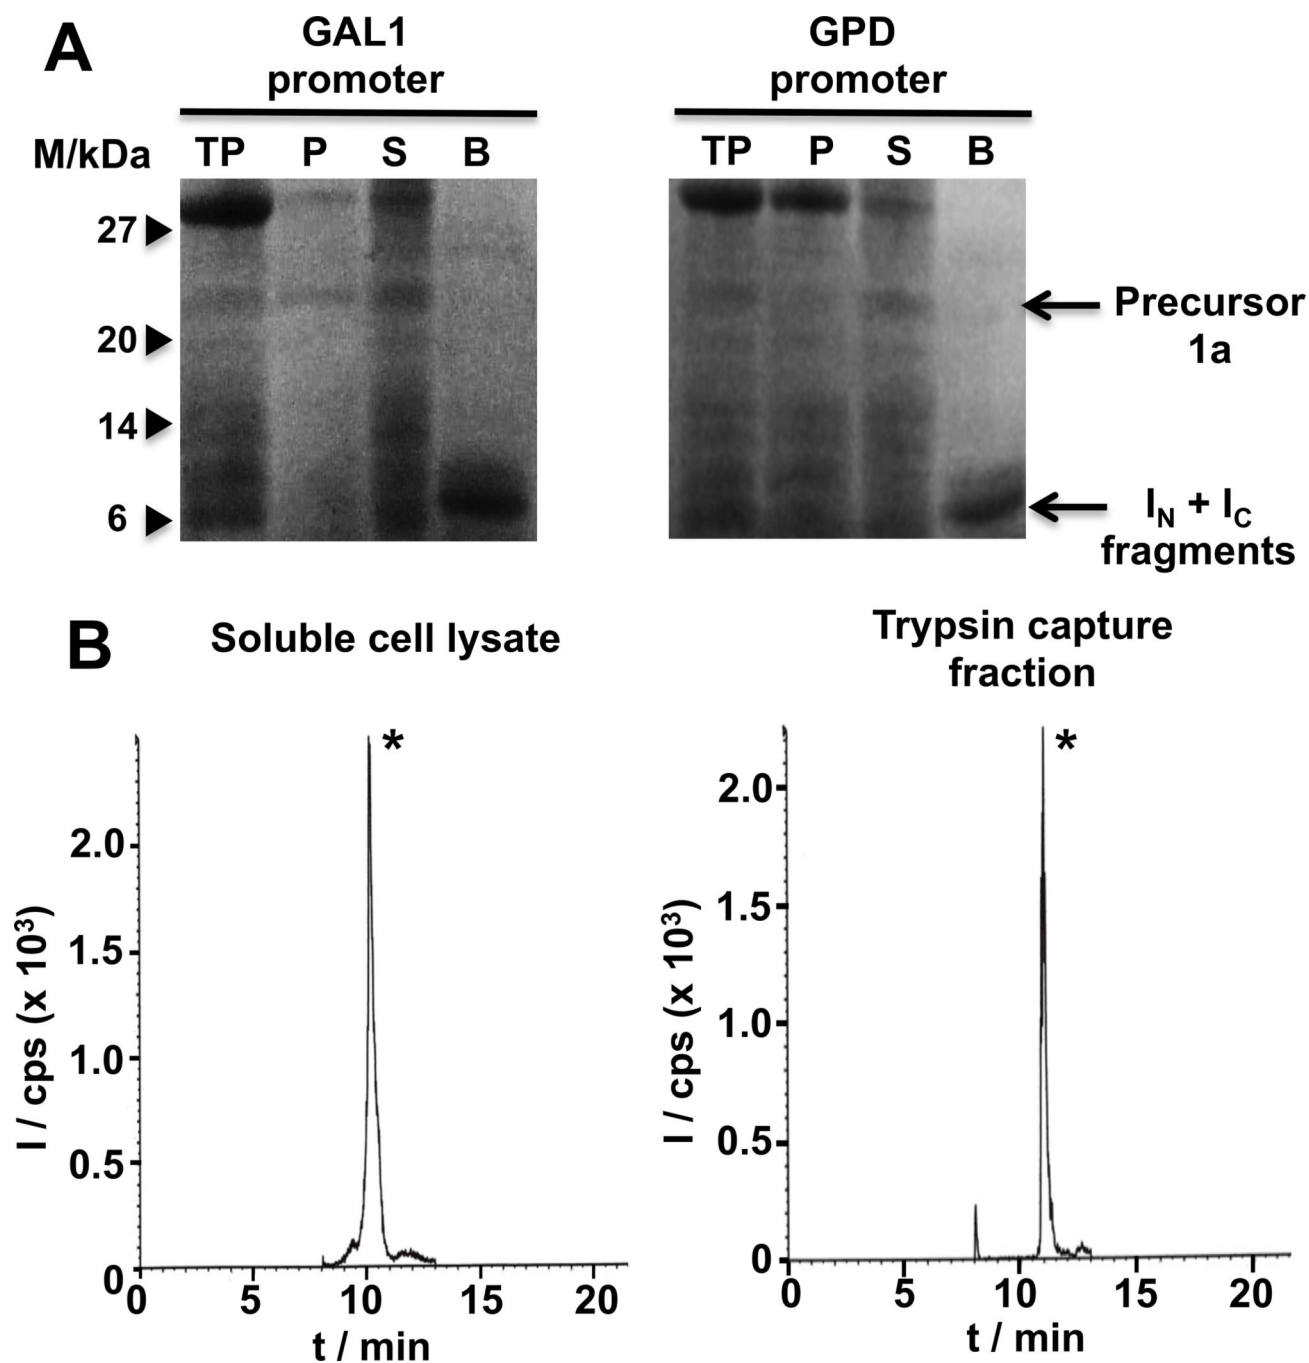 A
GAL1
promoter
GPD
promoter
M/kDa
TP P S B
TP P S B
27
20
14
6
Precursor
1a
I_N + I_C
fragments
B
Soluble cell lysate
Trypsin capture
fraction
*
2.0
1.5
1.0
0.5
0
I / cps (x 10³)
0 5 10 15 20
t / min
*
2.0
1.5
1.0
0.5
0
I / cps (x 10³)
0 5 10 15 20
t / min